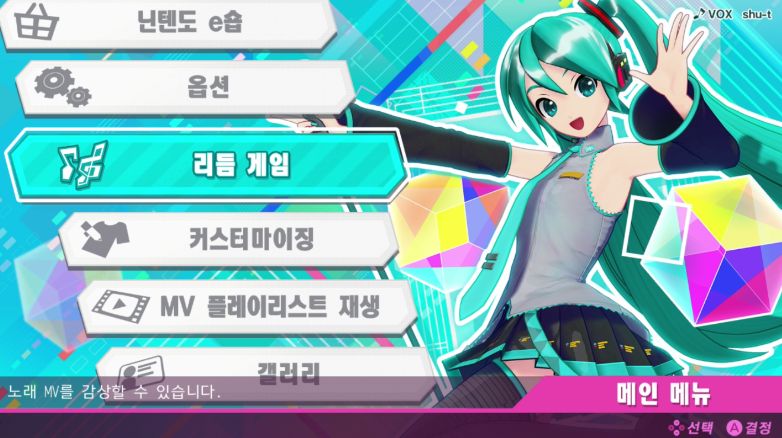 닌텐도 e숍
VOX shu-t
옵션
리듬 게임
커스터마이징
MV 플레이리스트 재생
갤러리
노래 MV를 감상할 수 있습니다.
메인 메뉴
선택 A 결정